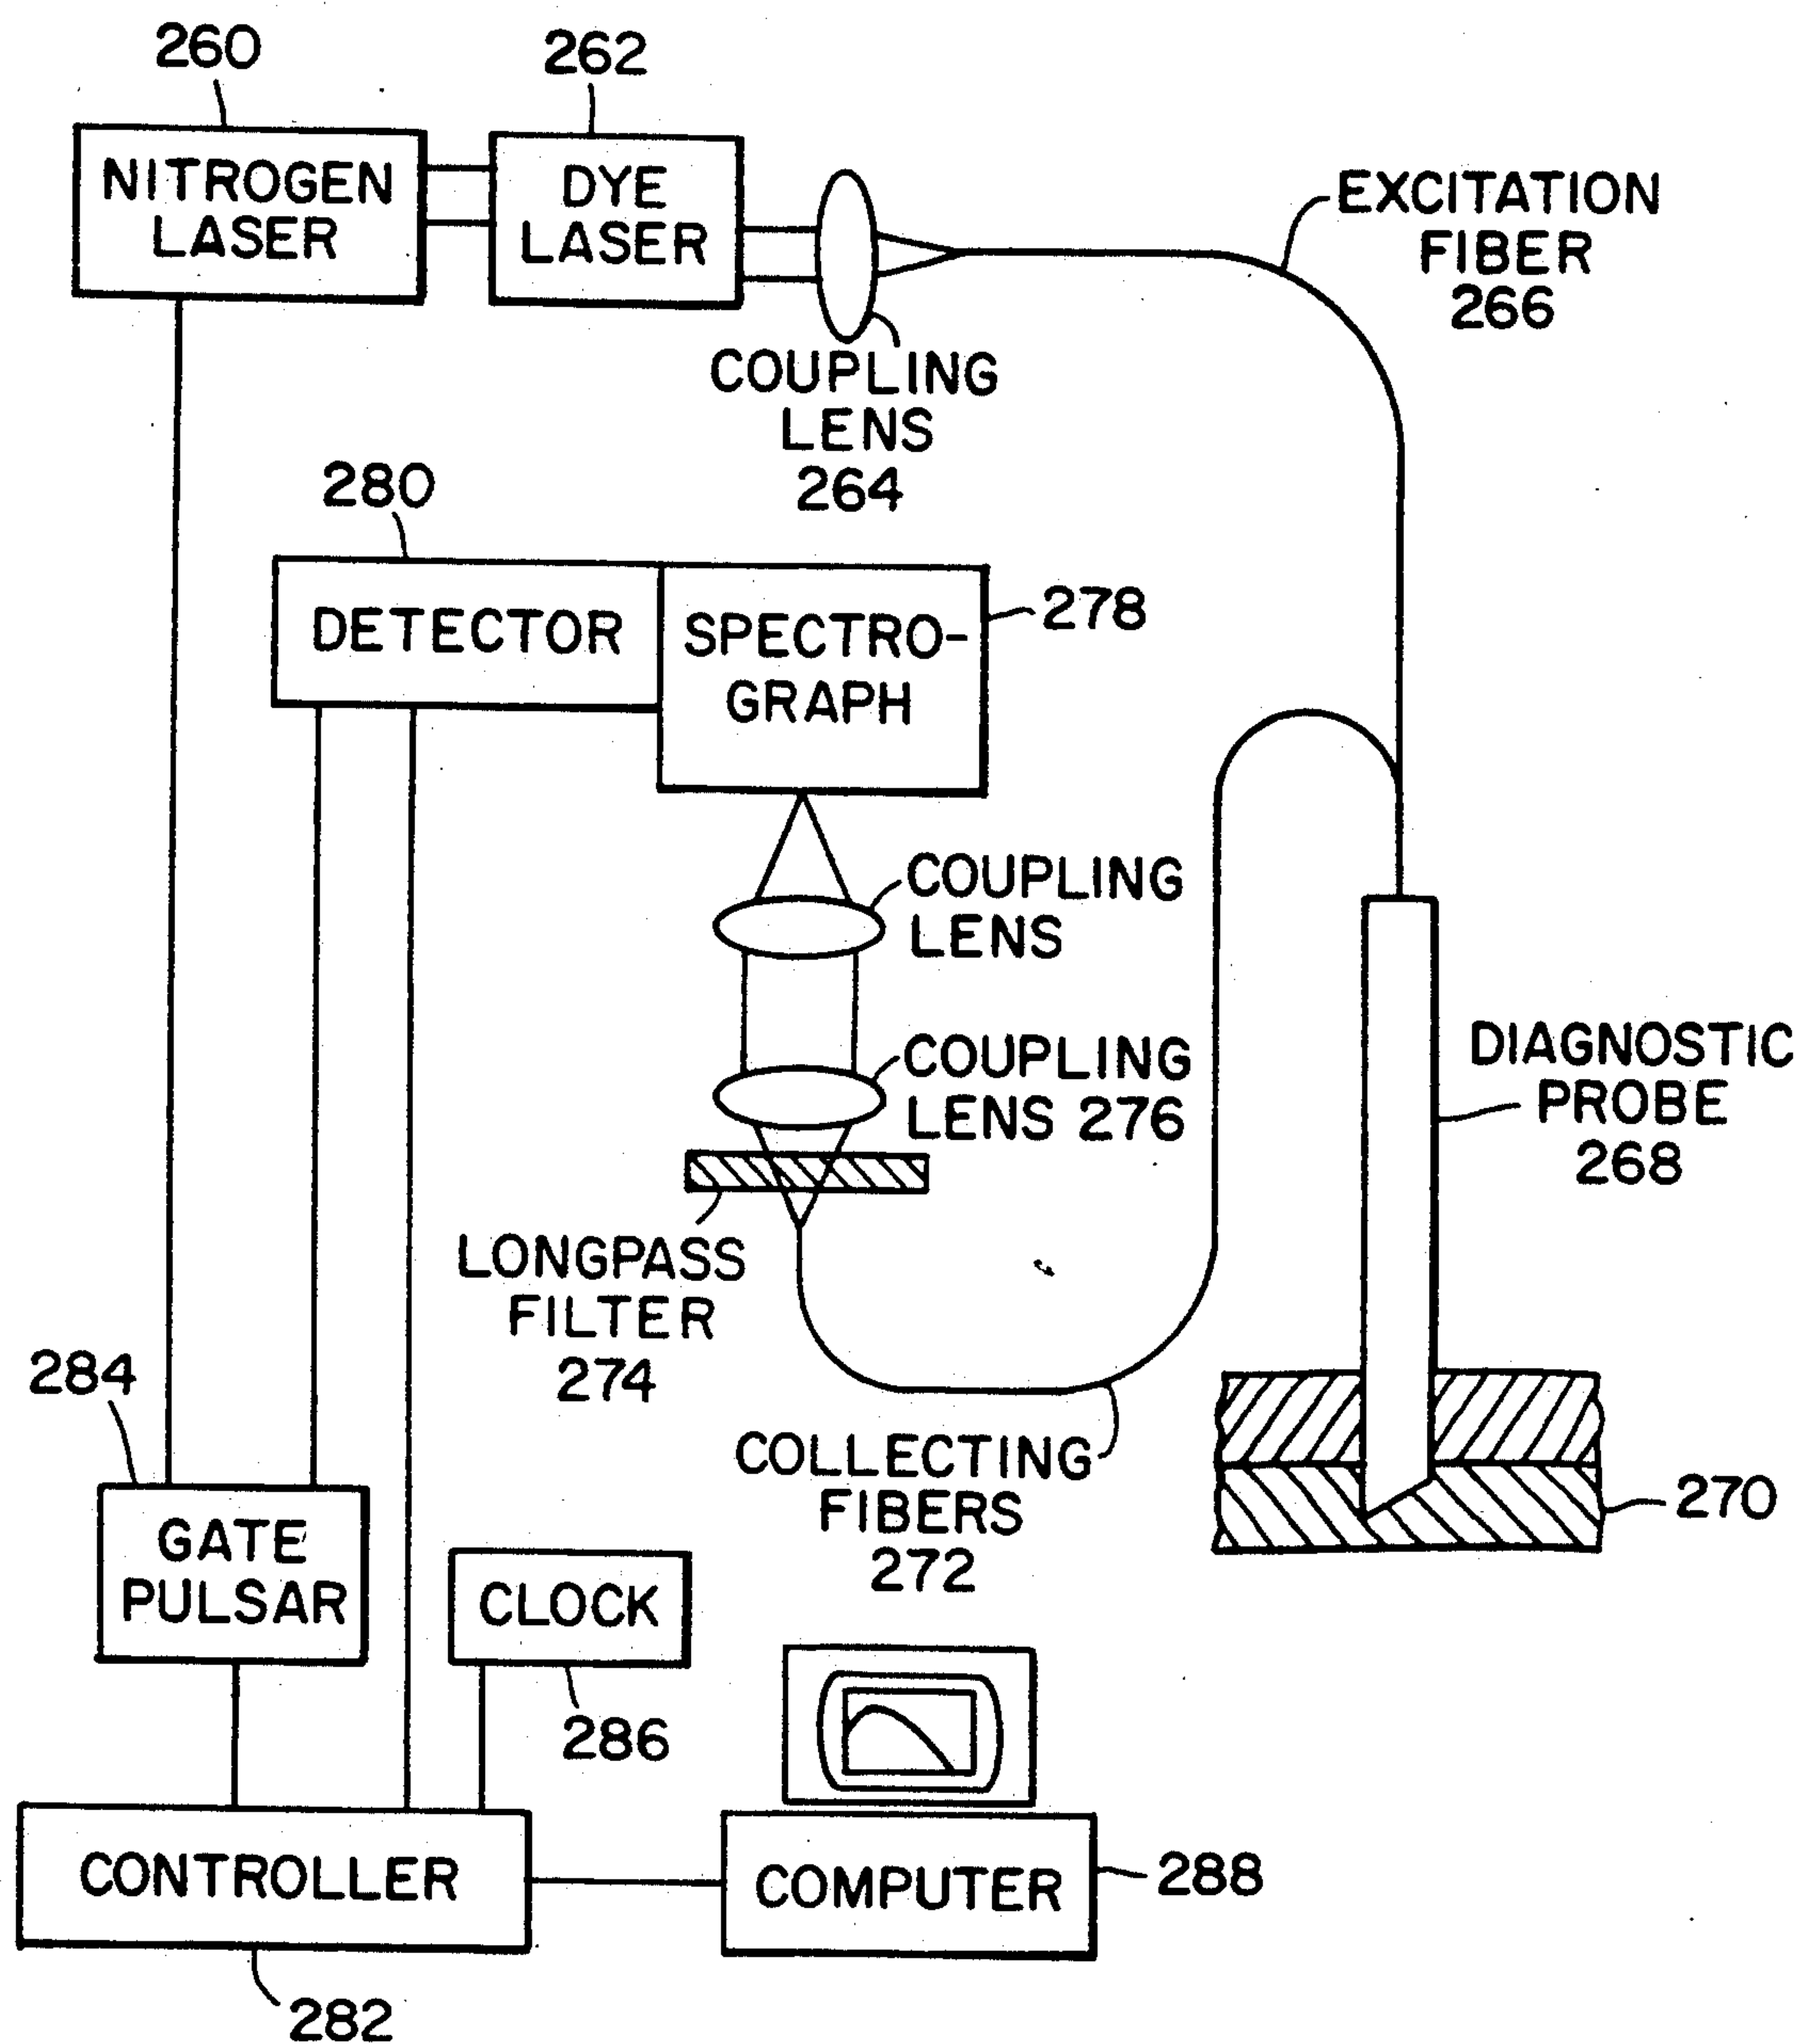 260
262
NITROGEN
LASER
DYE
LASER
EXCITATION
FIBER
266
COUPLING
LENS
264
280
DETECTOR
SPECTRO-
GRAPH
278
COUPLING
LENS
COUPLING
LENS 276
DIAGNOSTIC
PROBE
268
LONGPASS
FILTER
274
284
COLLECTING
FIBERS
272
270
GATE
PULSAR
CLOCK
286
CONTROLLER
COMPUTER
288
282